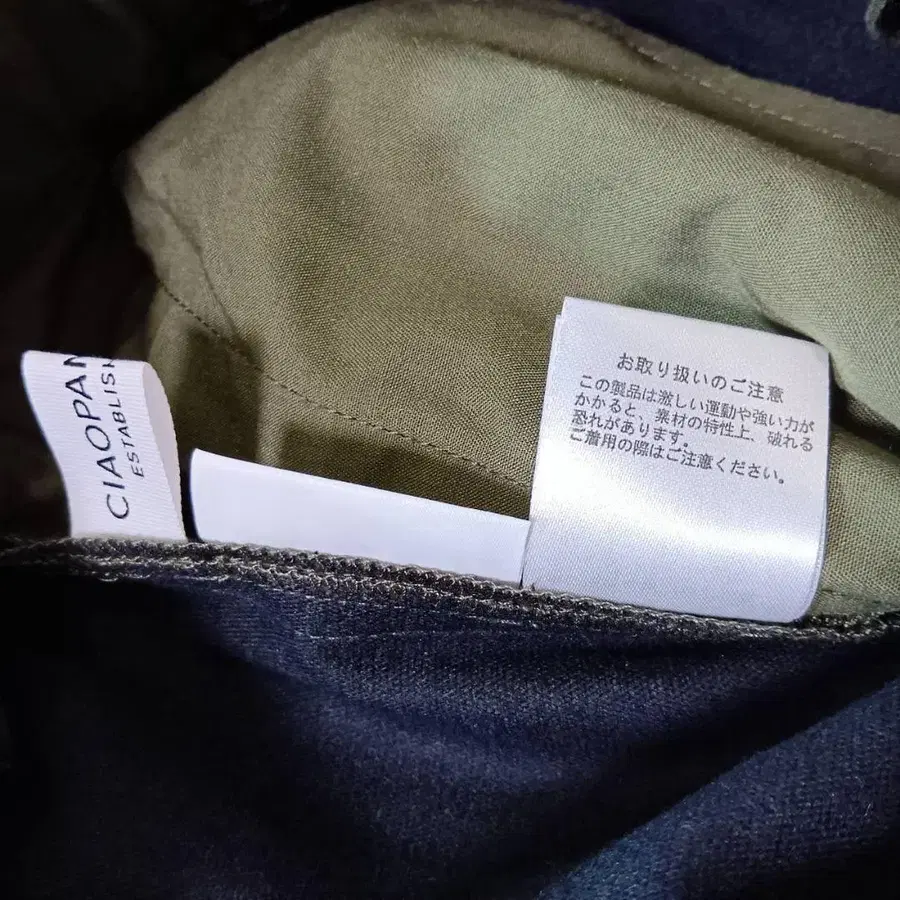 CIAOPAN
ESTABLISH
お取り扱いのご注意
この製品は激しい運動や強い力が
かかると、素材の特性上、破れる
恐れがあります。
ご着用の際はご注意ください。